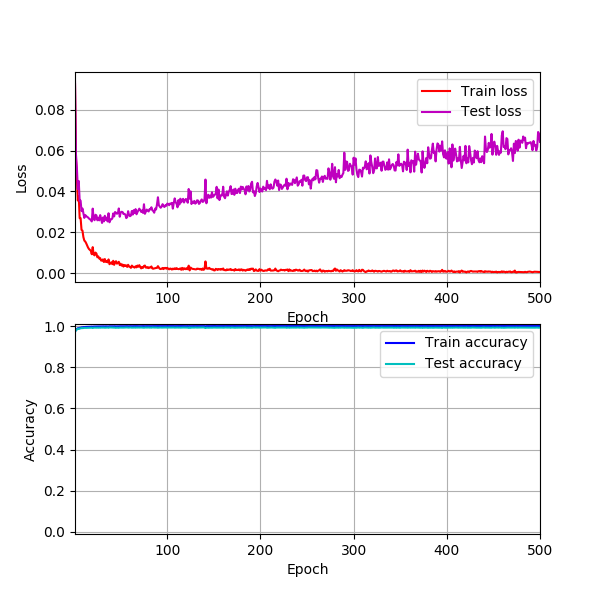 Train loss
Test loss
Loss
0.08
0.06
0.04
0.02
0.00
100 200 300 400 500
Epoch
Train accuracy
Test accuracy
Accuracy
1.0
0.8
0.6
0.4
0.2
0.0
100 200 300 400 500
Epoch